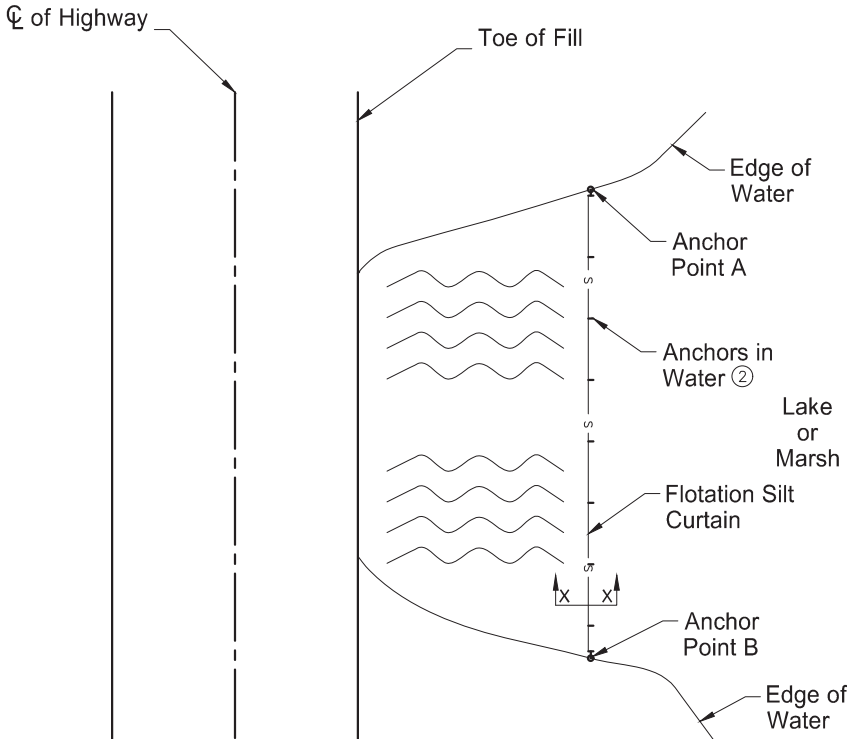 ℄ of Highway
Toe of Fill
Edge of
Water
Anchor
Point A
S
Anchors in
Water ②
Lake
or
Marsh
S
Flotation Silt
Curtain
S
X X
Anchor
Point B
Edge of
Water